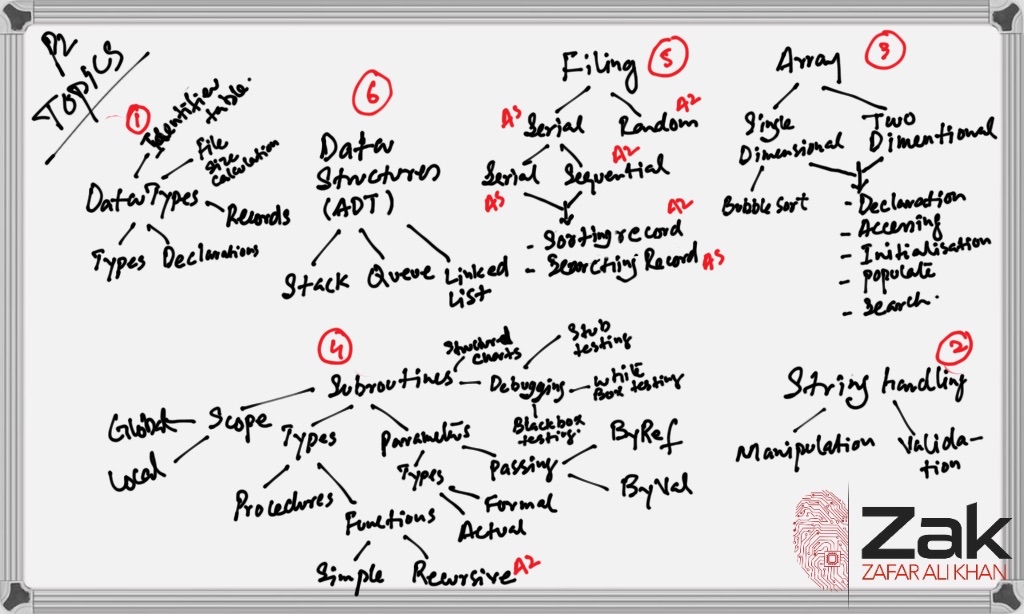 P2
TOPICS
1
Identifier
table.
File
Size
calculation
Data Types
Records
Types
Declarations
6
Data
Structures
(ADT)
Stack
Queue
Linked
List
Filing
5
AS
Serial
Random
A2
Serial
AS
Sequential
A2
- Sorting record
A2
- Searching Record
AS
Array
3
Single
Dimensional
Two
Dimentional
Bubble Sort
- Declaration
- Accessing
- Initialisation
- Populate
- Search.
4
Subroutines
Structured
charts
Debugging
Stub
testing
White
Box testing
Blackbox
testing.
Scope
Global
Local
Types
Procedures
Functions
Simple
Recursive
A2
Parameters
Types
Formal
Actual
Passing
ByRef
ByVal
2
String handling
Manipulation
Valida-
tion
Zak
ZAFAR ALI KHAN